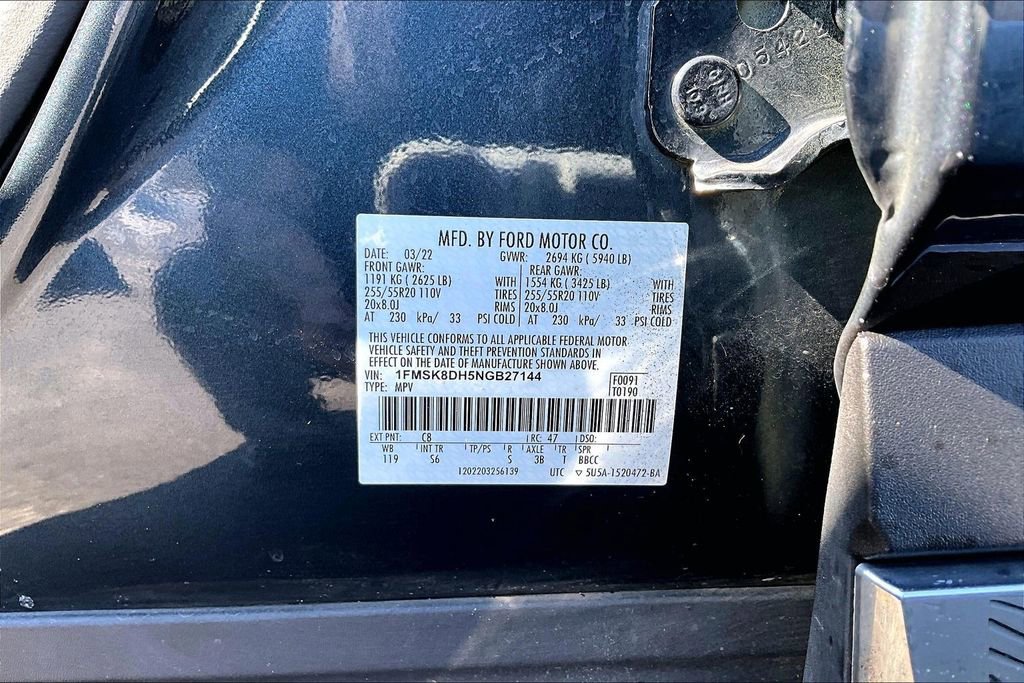 MFD. BY FORD MOTOR CO.
DATE: 03/22 GVWR: 2694 KG ( 5940 LB)
FRONT GAWR: REAR GAWR:
1191 KG ( 2625 LB) WITH 1554 KG ( 3425 LB) WITH
255/55R20 110V TIRES 255/55R20 110V TIRES
20x8.0J RIMS 20x8.0J RIMS
AT 230 kPa/ 33 PSI COLD AT 230 kPa/ 33 PSI COLD
THIS VEHICLE CONFORMS TO ALL APPLICABLE FEDERAL MOTOR
VEHICLE SAFETY AND THEFT PREVENTION STANDARDS IN
EFFECT ON THE DATE OF MANUFACTURE SHOWN ABOVE.
VIN: 1FMSK8DH5NGB27144 F0091
TYPE: MPV T0190
EXT PNT: C8 RC: 47 DSO:
WB INT TR TP/PS R AXLE TR SPR
119 S6 S 3B T BBCC
1202203256139 UTC ▽ 5U5A-1520472-BA